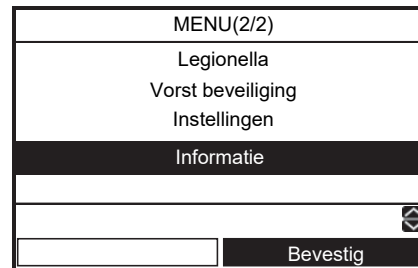 MENU(2/2)
Legionella
Vorst beveiliging
Instellingen
Informatie
Bevestig